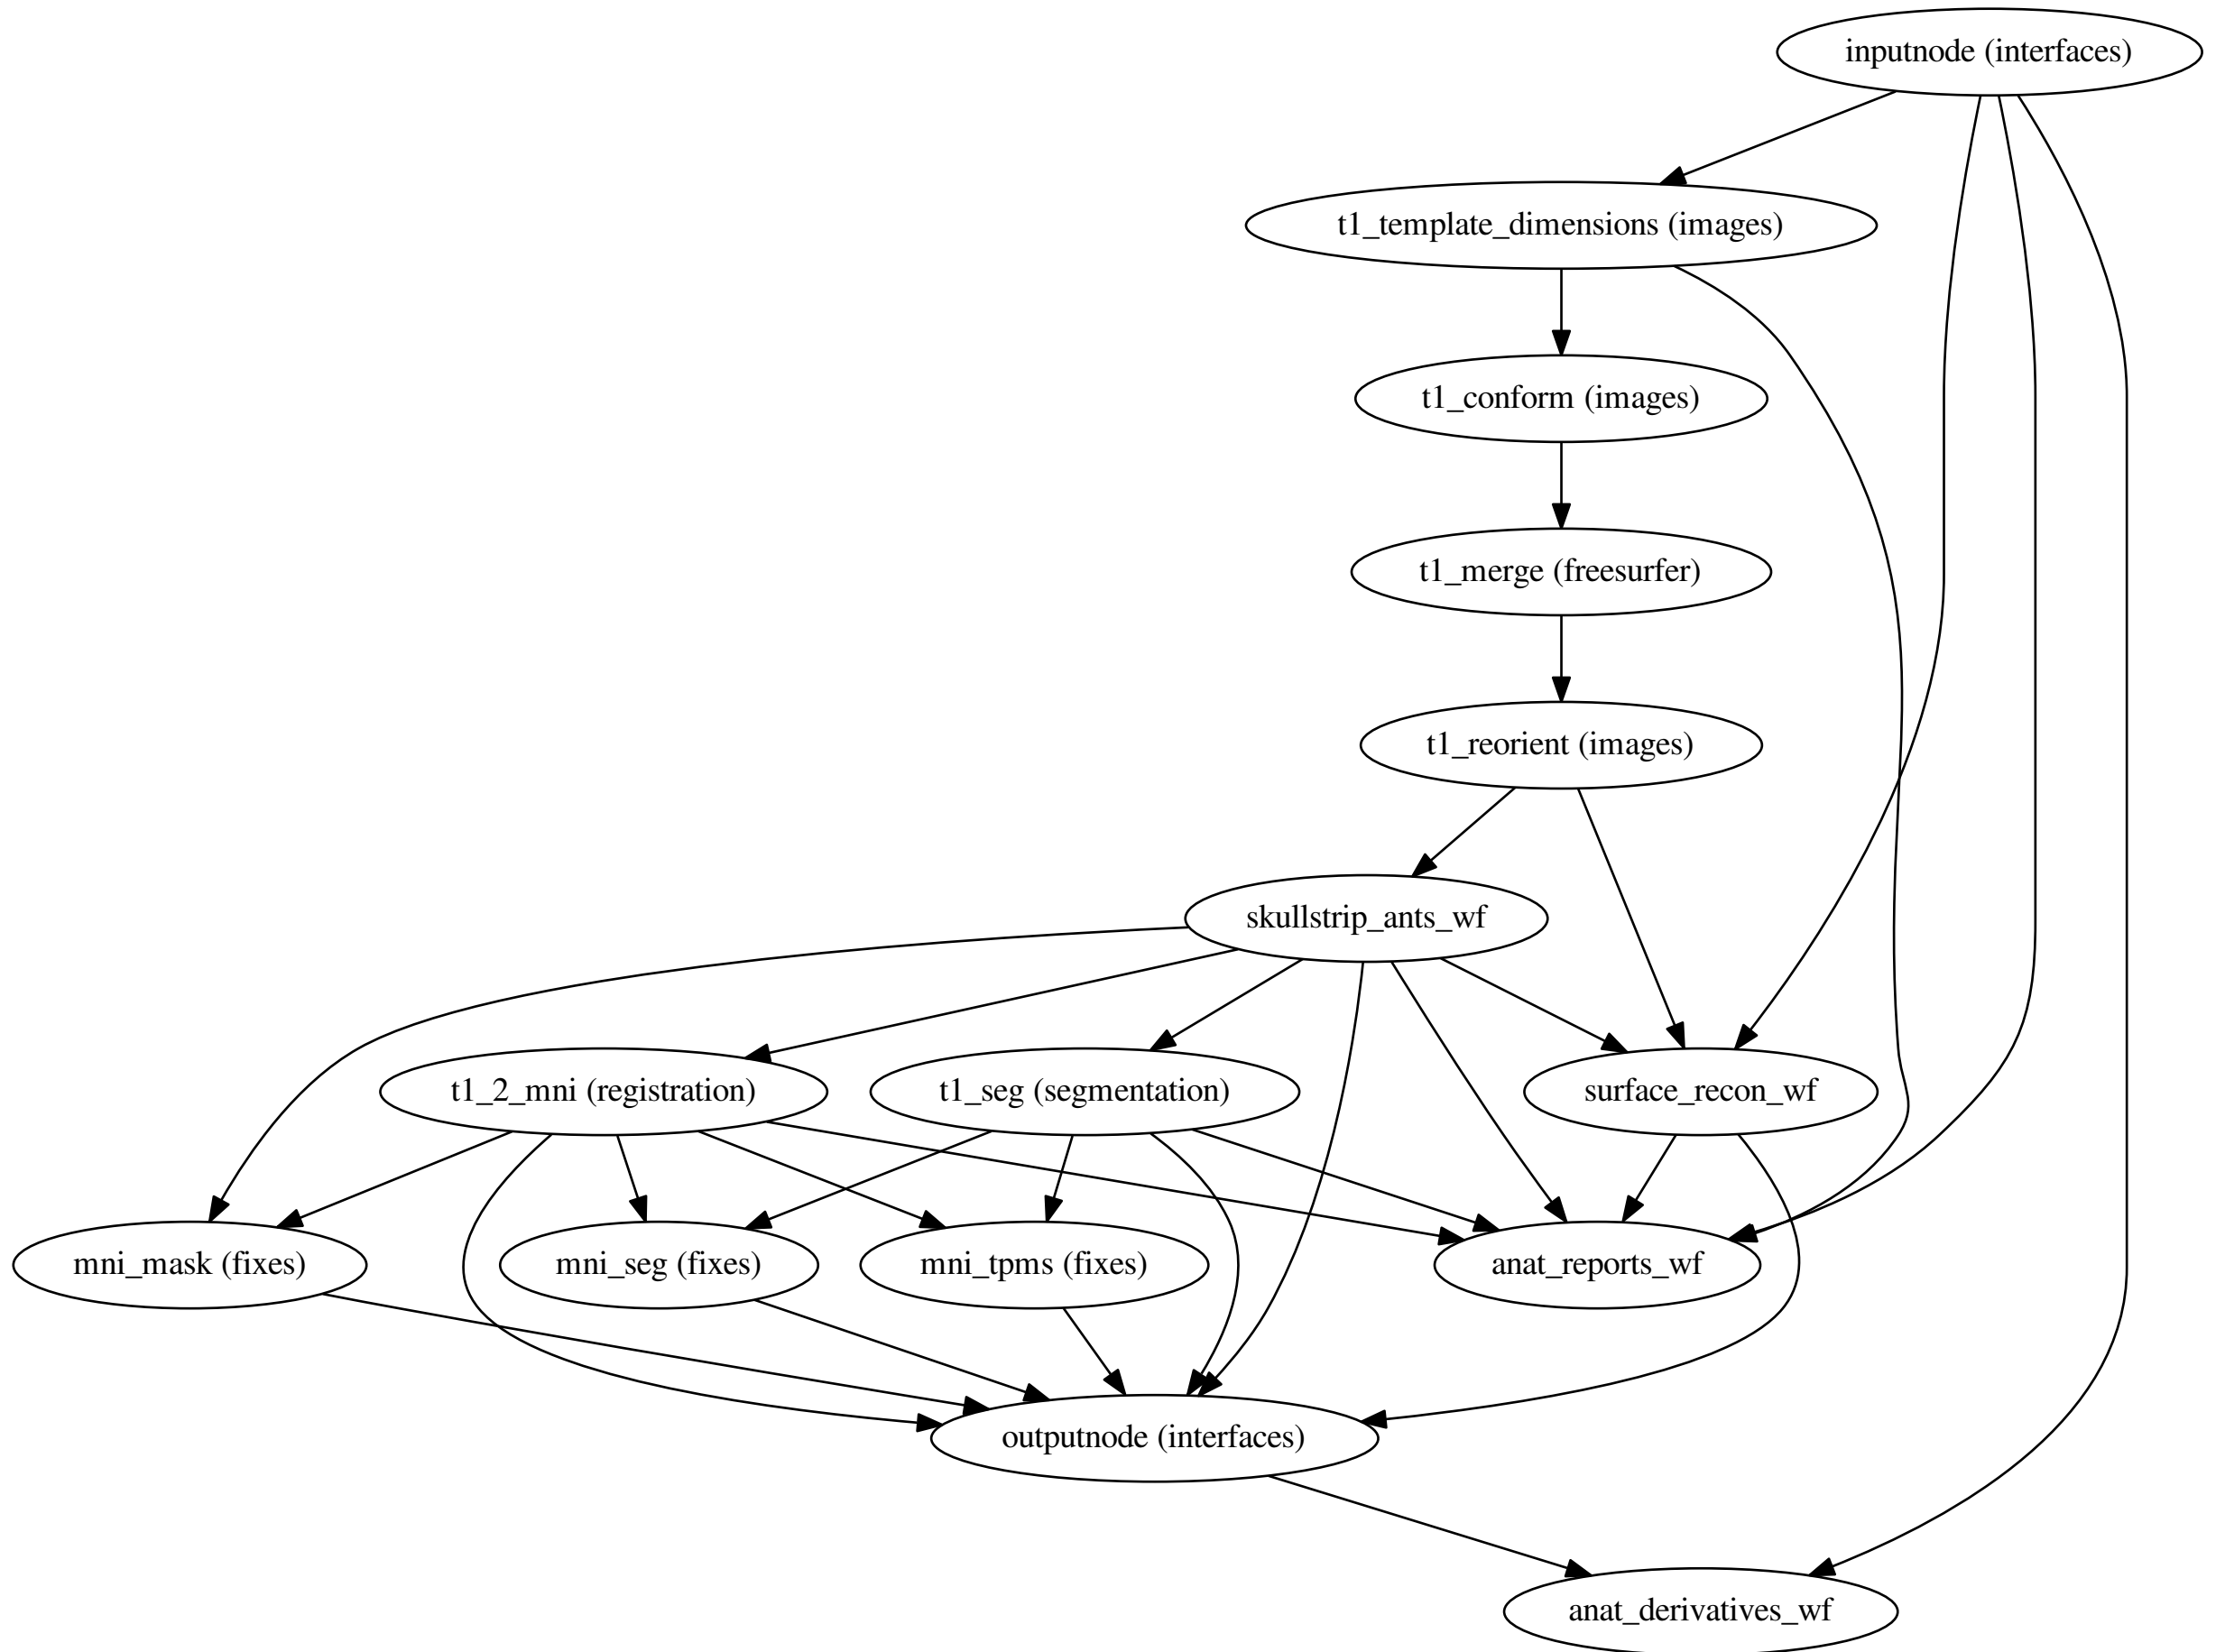 inputnode (interfaces)
t1_template_dimensions (images)
t1_conform (images)
t1_merge (freesurfer)
t1_reorient (images)
skullstrip_ants_wf
t1_2_mni (registration)
t1_seg (segmentation)
surface_recon_wf
mni_mask (fixes)
mni_seg (fixes)
mni_tpms (fixes)
anat_reports_wf
outputnode (interfaces)
anat_derivatives_wf